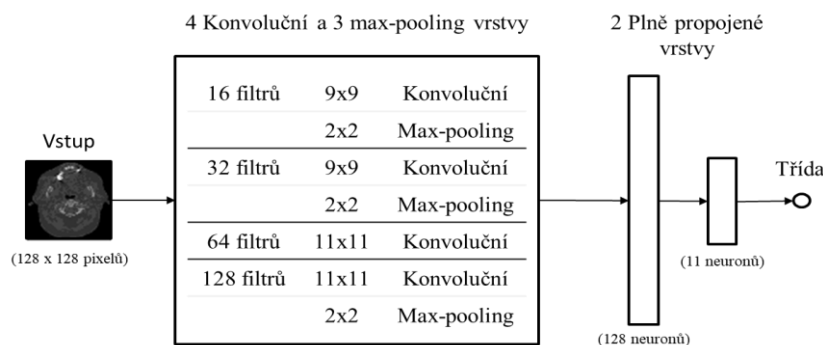 4 Konvoluční a 3 max-pooling vrstvy
2 Plně propojené
vrstvy
Vstup
(128 x 128 pixelů)
16 filtrů 9x9 Konvoluční
2x2 Max-pooling
32 filtrů 9x9 Konvoluční
2x2 Max-pooling
64 filtrů 11x11 Konvoluční
128 filtrů 11x11 Konvoluční
2x2 Max-pooling
(128 neuronů)
(11 neuronů)
Třída